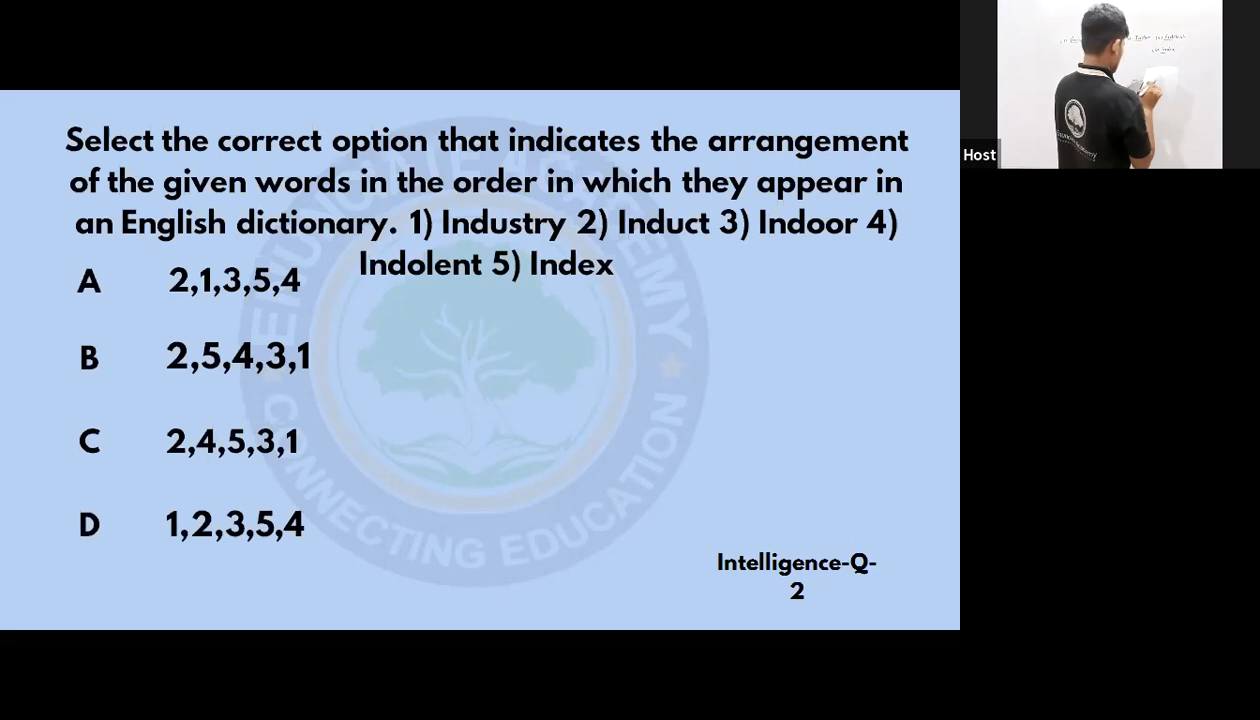 Select the correct option that indicates the arrangement
of the given words in the order in which they appear in
an English dictionary. 1) Industry 2) Induct 3) Indoor 4)
Indolent 5) Index
A 2,1,3,5,4
B 2,5,4,3,1
C 2,4,5,3,1
D 1,2,3,5,4
Intelligence-Q-
2
CONNECTING EDUCATION
Host